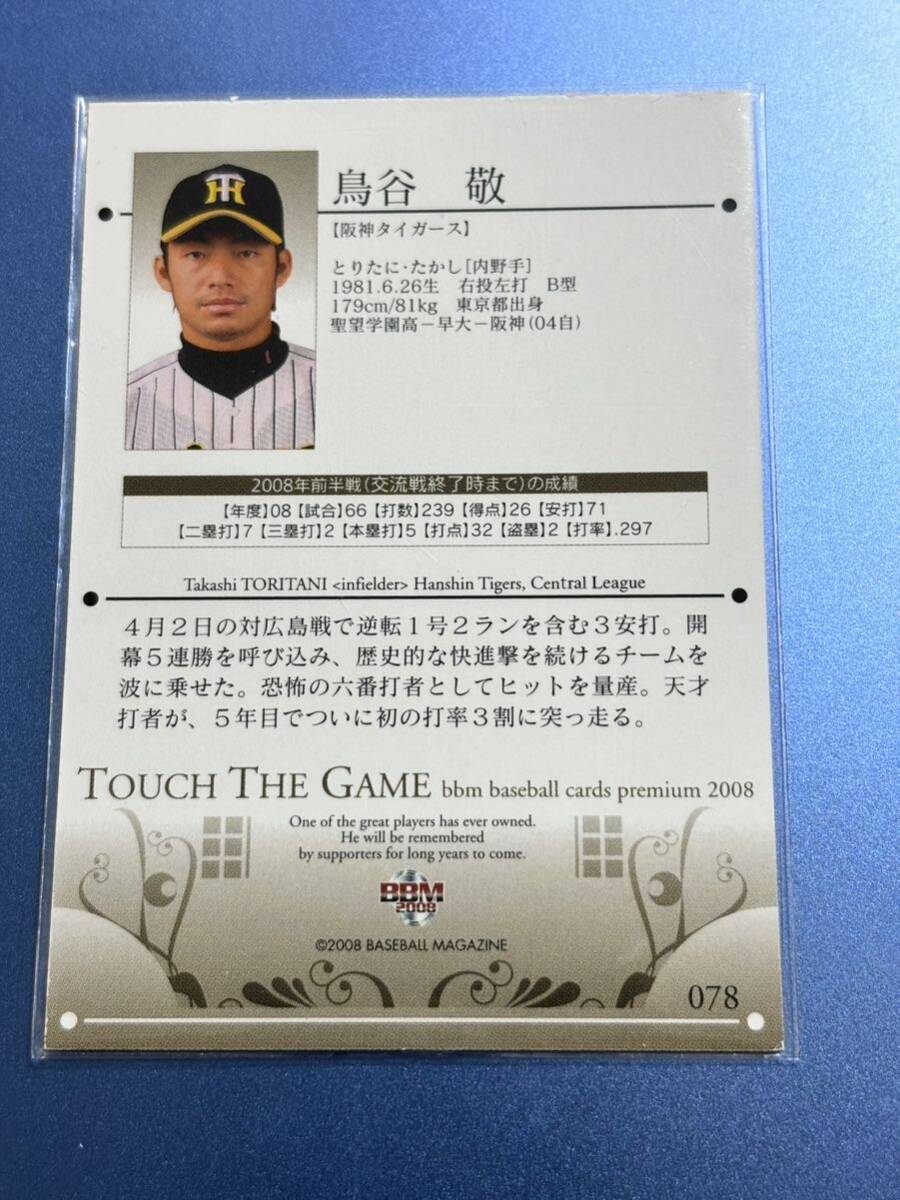 鳥谷 敬
【阪神タイガース】
とりたに・たかし[内野手]
1981.6.26生 右投左打 B型
179cm/81kg 東京都出身
聖望学園高－早大－阪神(04自)
2008年前半戦(交流戦終了時まで)の成績
【年度】08【試合】66【打数】239【得点】26【安打】71
【二塁打】7【三塁打】2【本塁打】5【打点】32【盗塁】2【打率】.297
Takashi TORITANI <infielder> Hanshin Tigers, Central League
４月２日の対広島戦で逆転１号２ランを含む３安打。開
幕５連勝を呼び込み、歴史的な快進撃を続けるチームを
波に乗せた。恐怖の六番打者としてヒットを量産。天才
打者が、５年目でついに初の打率３割に突っ走る。
TOUCH THE GAME bbm baseball cards premium 2008
One of the great players has ever owned.
He will be remembered
by supporters for long years to come.
BBM
2008
©2008 BASEBALL MAGAZINE
078